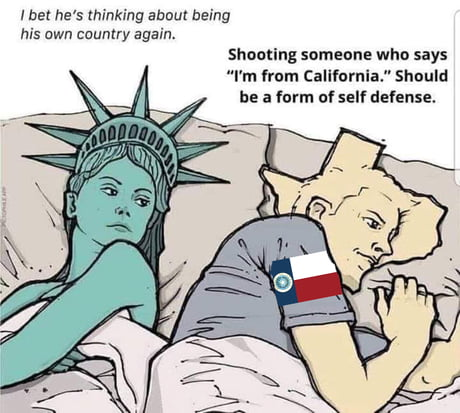 I bet he's thinking about being
his own country again.
Shooting someone who says
"I'm from California." Should
be a form of self defense.